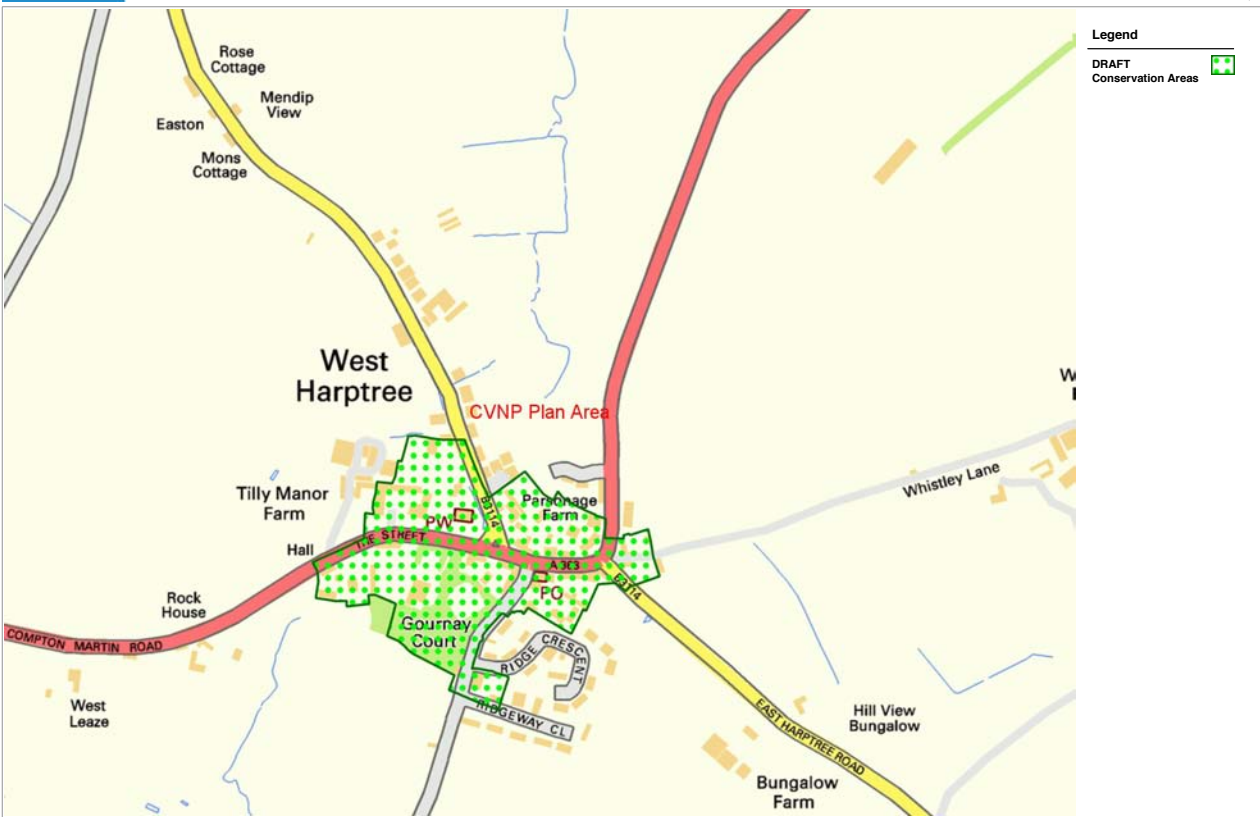 Legend
DRAFT
Conservation Areas
Rose
Cottage
Mendip
View
Easton
Mons
Cottage
West
Harptree
CVNP Plan Area
W
Tilly Manor
Farm
PW
B3114
Parsonage
Farm
Whistley Lane
Hall
THE STREET
A363
Rock
House
PO
B3114
COMPTON MARTIN ROAD
Gournay
Court
RIDGE CRESCENT
West
Leaze
RIDGEWAY CL
EAST HARPTREE ROAD
Hill View
Bungalow
Bungalow
Farm